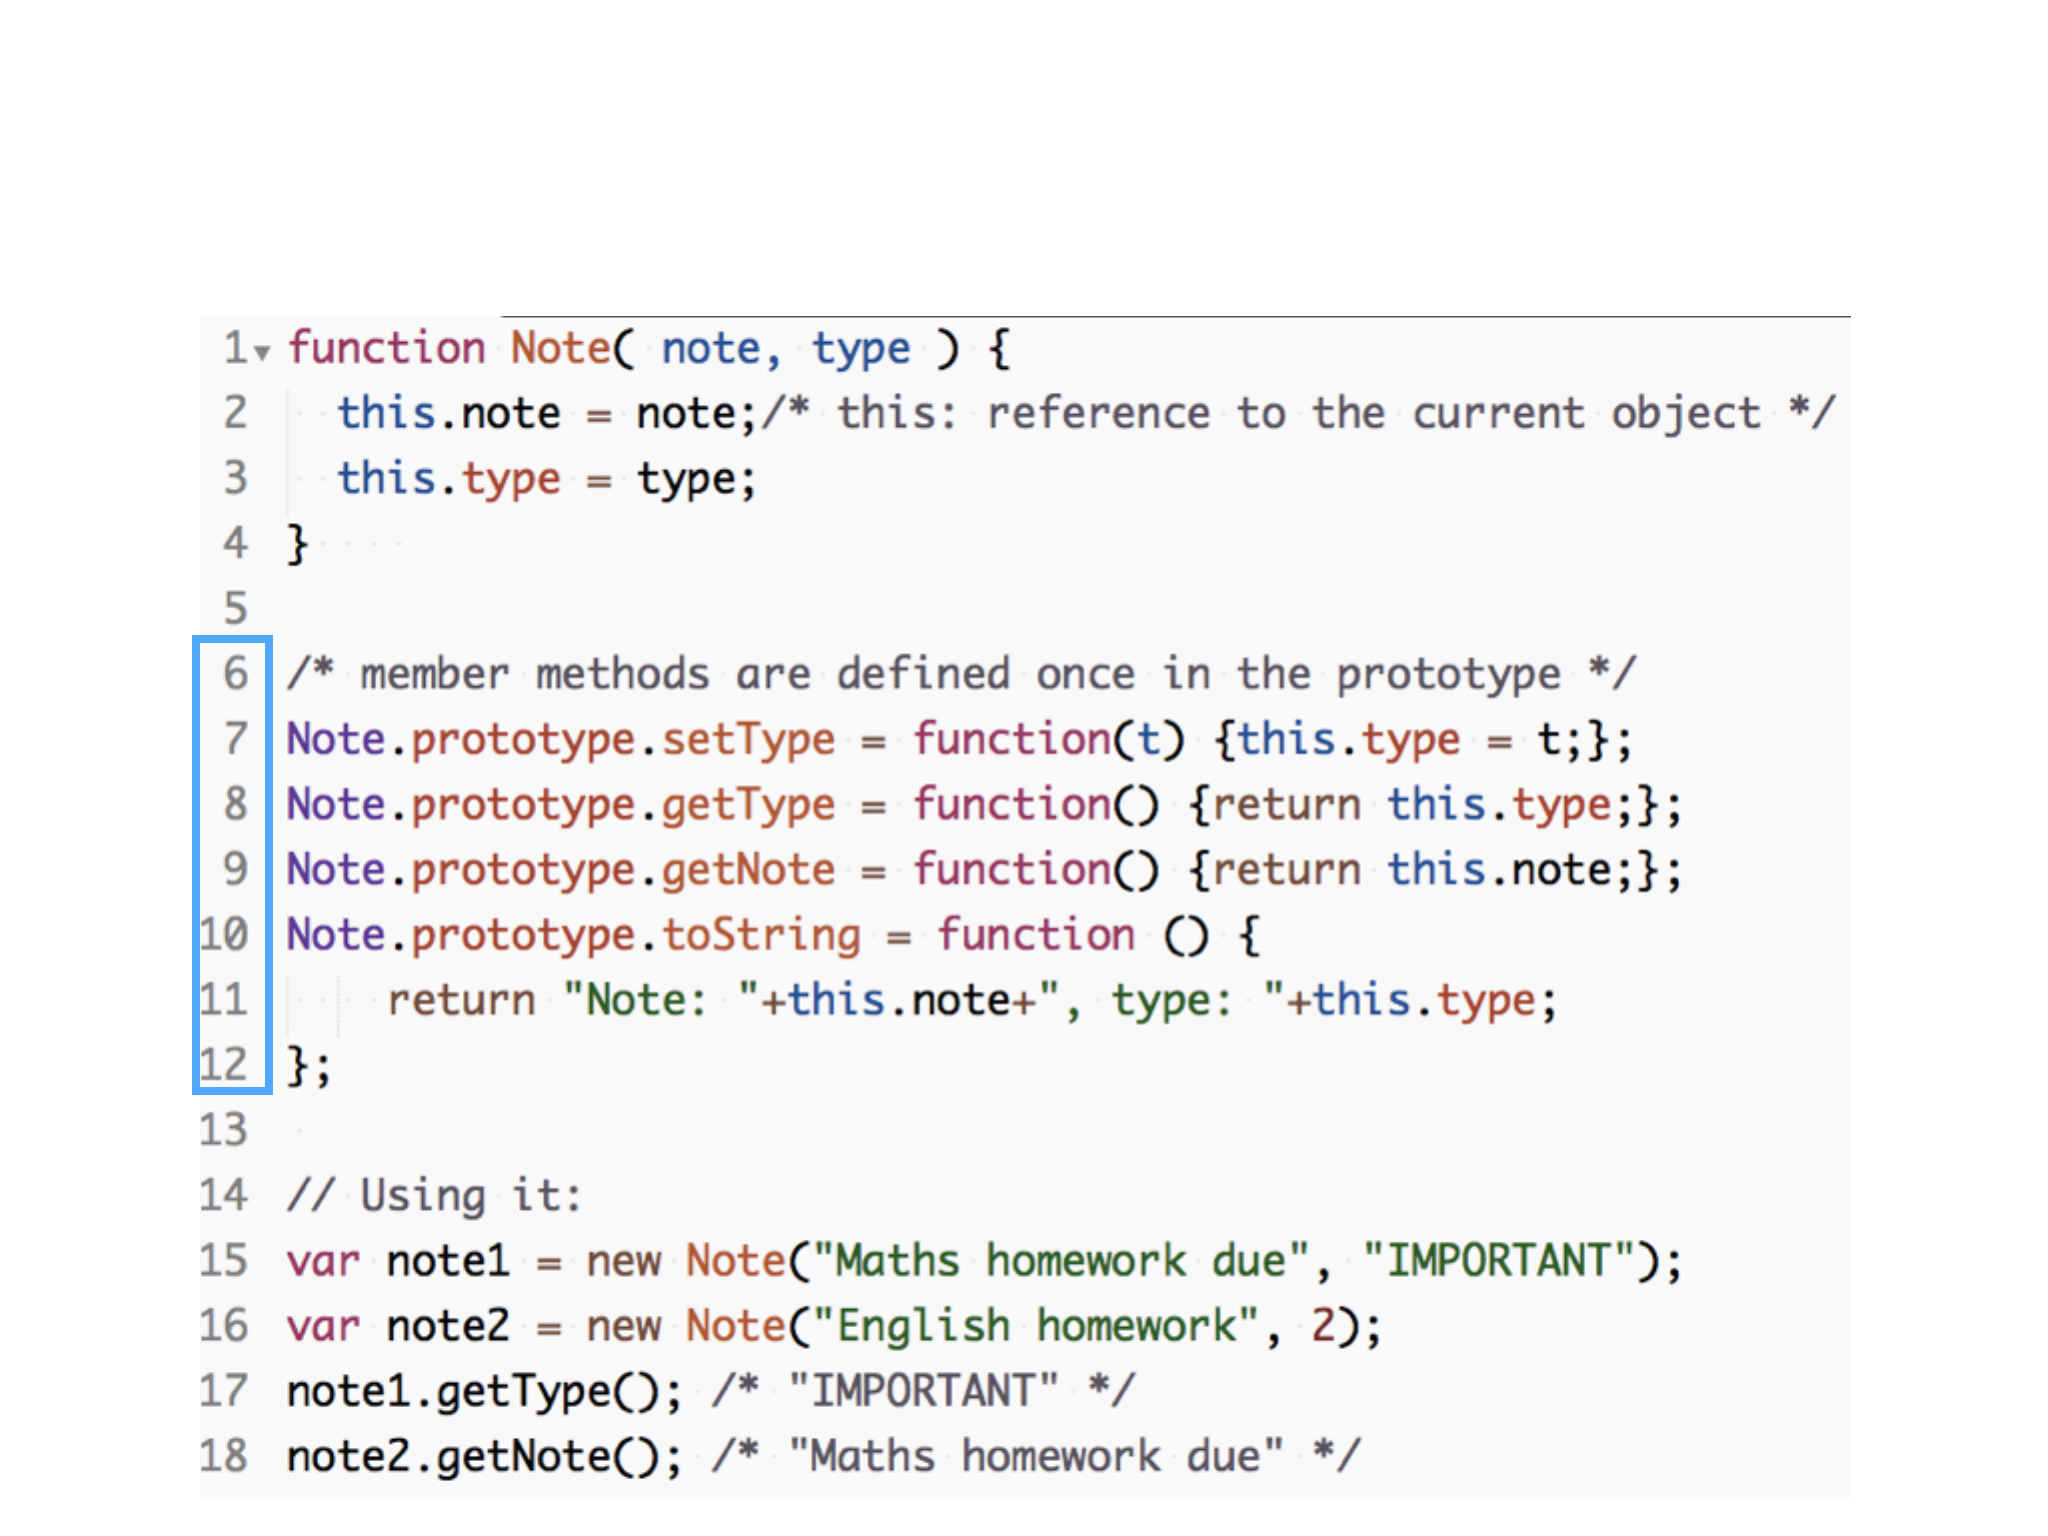 1 function Note( note, type ) {
2 this.note = note;/* this: reference to the current object */
3 this.type = type;
4 }
5
6 /* member methods are defined once in the prototype */
7 Note.prototype.setType = function(t) {this.type = t;};
8 Note.prototype.getType = function() {return this.type;};
9 Note.prototype.getNote = function() {return this.note;};
10 Note.prototype.toString = function () {
11 return "Note: "+this.note+", type: "+this.type;
12 };
13
14 // Using it:
15 var note1 = new Note("Maths homework due", "IMPORTANT");
16 var note2 = new Note("English homework", 2);
17 note1.getType(); /* "IMPORTANT" */
18 note2.getNote(); /* "Maths homework due" */